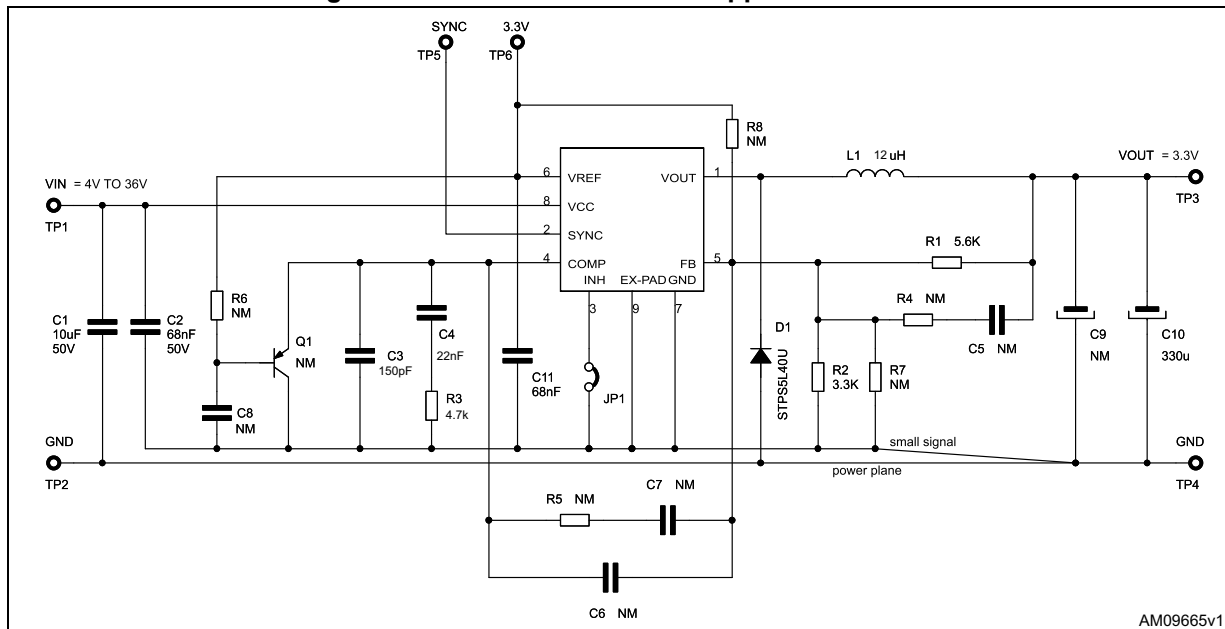 SYNC
3.3V
TP5
TP6
R8
NM
L1 12 uH
VOUT = 3.3V
TP3
VIN = 4V TO 36V
TP1
6 VREF
8 VCC
2 SYNC
4 COMP
VOUT 1
FB 5
INH EX-PAD GND
3 9 7
R1 5.6K
R4 NM
C5 NM
R6
NM
C1
10uF
50V
C2
68nF
50V
Q1
NM
C8
NM
C3
150pF
C4
22nF
R3
4.7k
C11
68nF
JP1
D1
STPS5L40U
R2
3.3K
R7
NM
C9
NM
C10
330u
GND
TP2
small signal
power plane
GND
TP4
R5 NM
C7 NM
C6 NM
AM09665v1